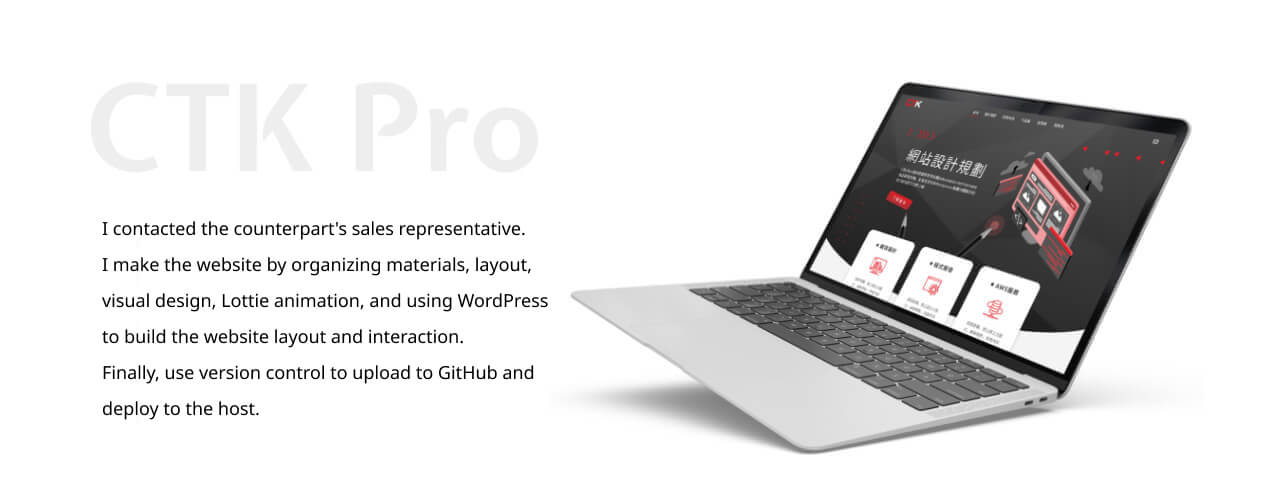 CTK Pro
I contacted the counterpart's sales representative.
I make the website by organizing materials, layout,
visual design, Lottie animation, and using WordPress
to build the website layout and interaction.
Finally, use version control to upload to GitHub and
deploy to the host.
網站設計規劃